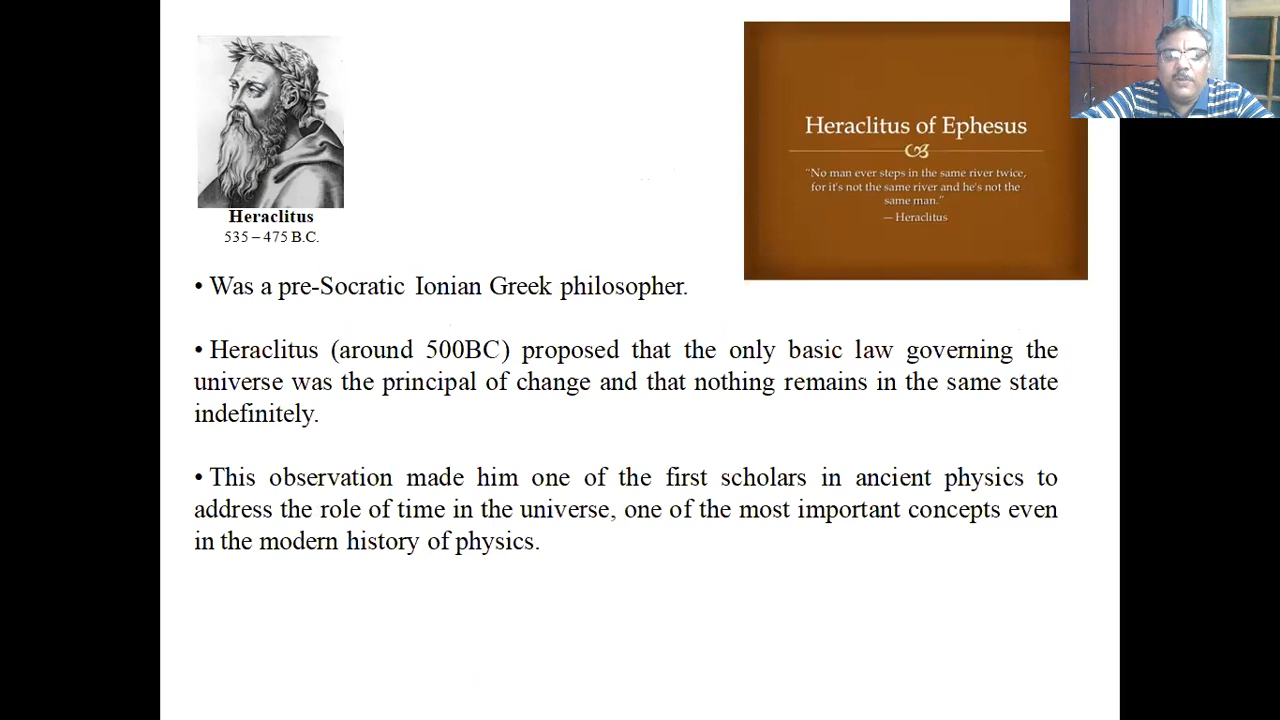 Heraclitus
535 – 475 B.C.
Heraclitus of Ephesus
"No man ever steps in the same river twice,
for it's not the same river and he's not the
same man."
— Heraclitus
• Was a pre-Socratic Ionian Greek philosopher.
• Heraclitus (around 500BC) proposed that the only basic law governing the
universe was the principal of change and that nothing remains in the same state
indefinitely.
• This observation made him one of the first scholars in ancient physics to
address the role of time in the universe, one of the most important concepts even
in the modern history of physics.